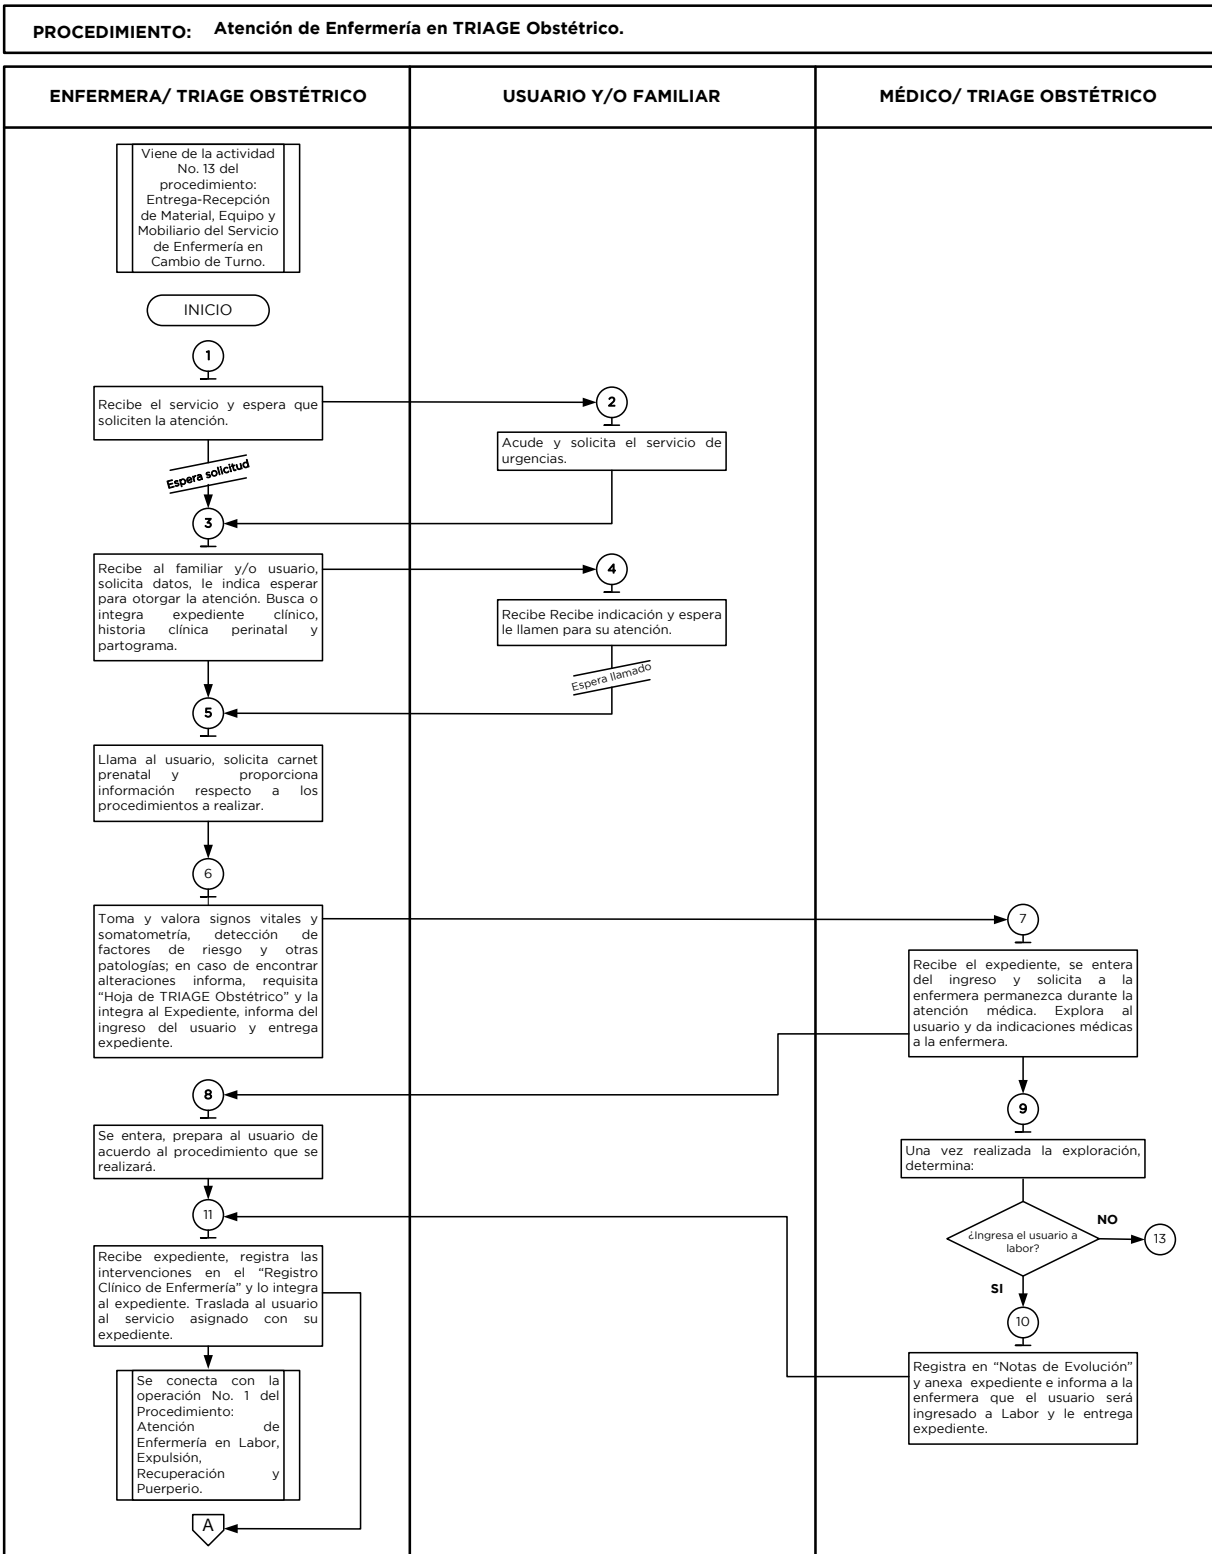 PROCEDIMIENTO: Atención de Enfermería en TRIAGE Obstétrico.
ENFERMERA/ TRIAGE OBSTÉTRICO
USUARIO Y/O FAMILIAR
MÉDICO/ TRIAGE OBSTÉTRICO
Viene de la actividad
No. 13 del
procedimiento:
Entrega-Recepción
de Material, Equipo y
Mobiliario del Servicio
de Enfermería en
Cambio de Turno.
INICIO
1
Recibe el servicio y espera que
soliciten la atención.
2
Acude y solicita el servicio de
urgencias.
Espera solicitud
3
Recibe al familiar y/o usuario,
solicita datos, le indica esperar
para otorgar la atención. Busca o
integra expediente clínico,
historia clínica perinatal y
partograma.
4
Recibe Recibe indicación y espera
le llamen para su atención.
Espera llamado
5
Llama al usuario, solicita carnet
prenatal y proporciona
información respecto a los
procedimientos a realizar.
6
Toma y valora signos vitales y
somatometría, detección de
factores de riesgo y otras
patologías; en caso de encontrar
alteraciones informa, requisita
“Hoja de TRIAGE Obstétrico” y la
integra al Expediente, informa del
ingreso del usuario y entrega
expediente.
7
Recibe el expediente, se entera
del ingreso y solicita a la
enfermera permanezca durante la
atención médica. Explora al
usuario y da indicaciones médicas
a la enfermera.
8
Se entera, prepara al usuario de
acuerdo al procedimiento que se
realizará.
9
Una vez realizada la exploración,
determina:
¿Ingresa el usuario a
labor?
NO
13
SI
10
Registra en “Notas de Evolución”
y anexa expediente e informa a la
enfermera que el usuario será
ingresado a Labor y le entrega
expediente.
11
Recibe expediente, registra las
intervenciones en el “Registro
Clínico de Enfermería” y lo integra
al expediente. Traslada al usuario
al servicio asignado con su
expediente.
Se conecta con la
operación No. 1 del
Procedimiento:
Atención de
Enfermería en Labor,
Expulsión,
Recuperación y
Puerperio.
A